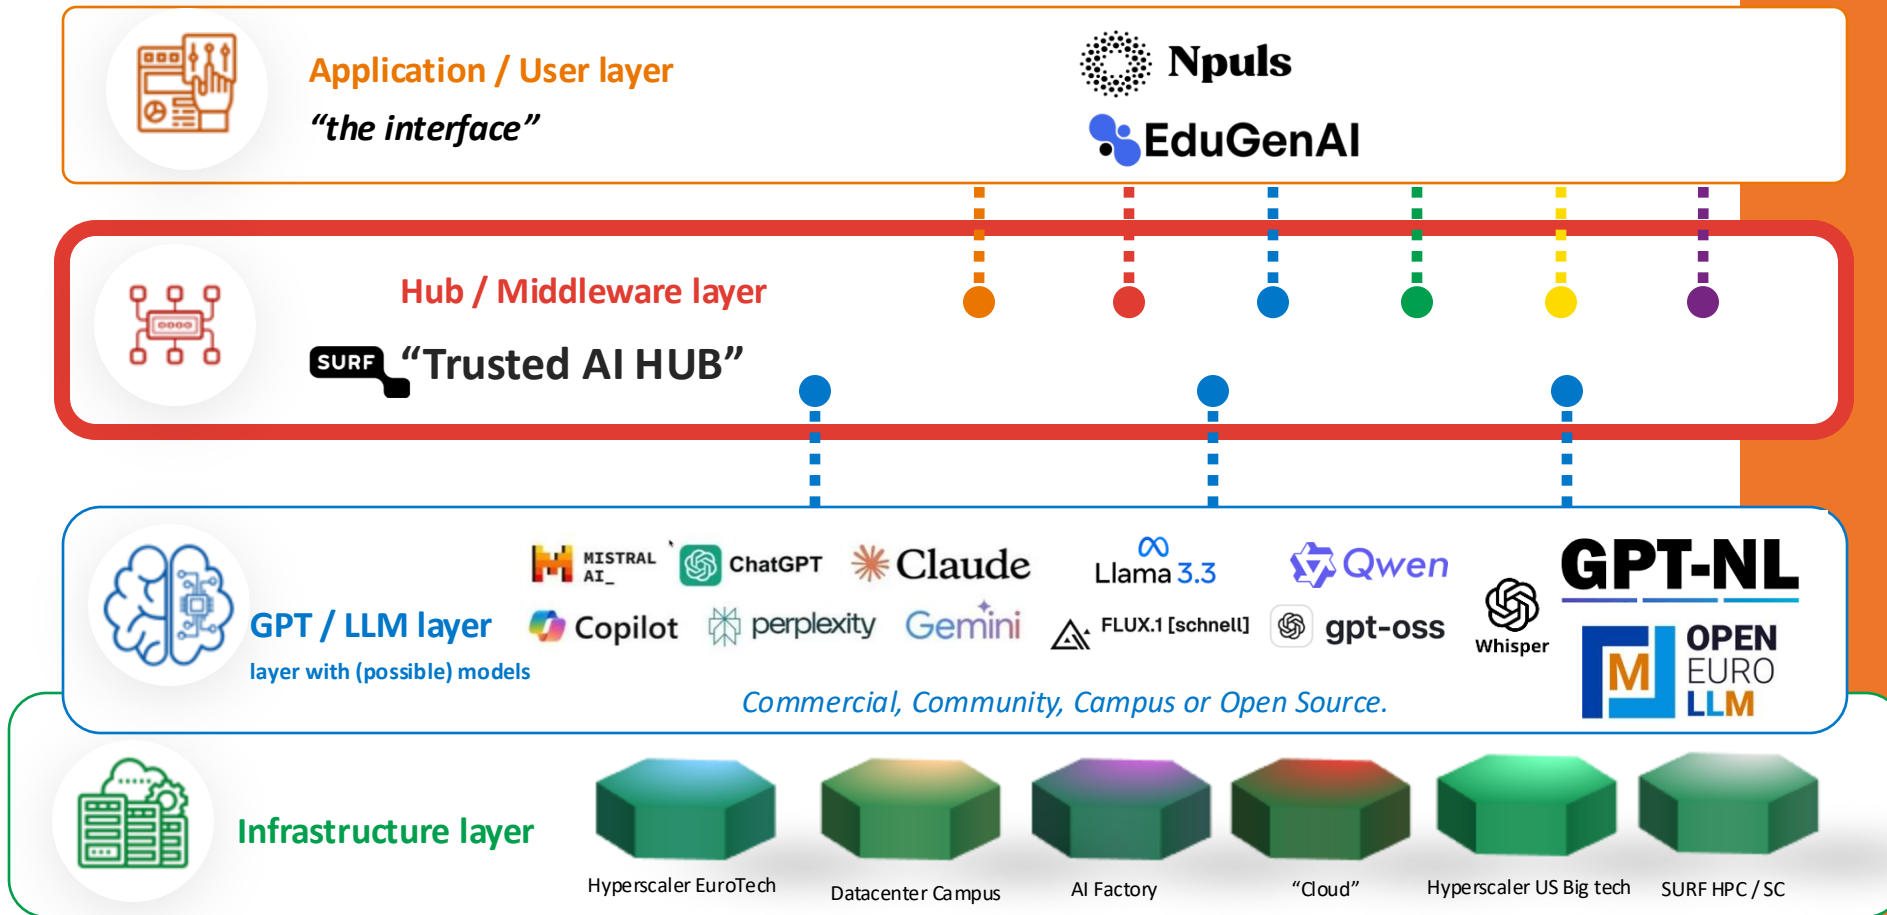 Application / User layer
“the interface”
Npuls
EduGenAI
Hub / Middleware layer
SURF
“Trusted AI HUB”
MISTRAL
AI_
ChatGPT
Claude
Llama 3.3
Qwen
GPT-NL
GPT / LLM layer
layer with (possible) models
Copilot
perplexity
Gemini
FLUX.1 [schnell]
gpt-oss
Whisper
M
OPEN
EURO
LLM
Commercial, Community, Campus or Open Source.
Infrastructure layer
Hyperscaler EuroTech
Datacenter Campus
AI Factory
“Cloud”
Hyperscaler US Big tech
SURF HPC / SC